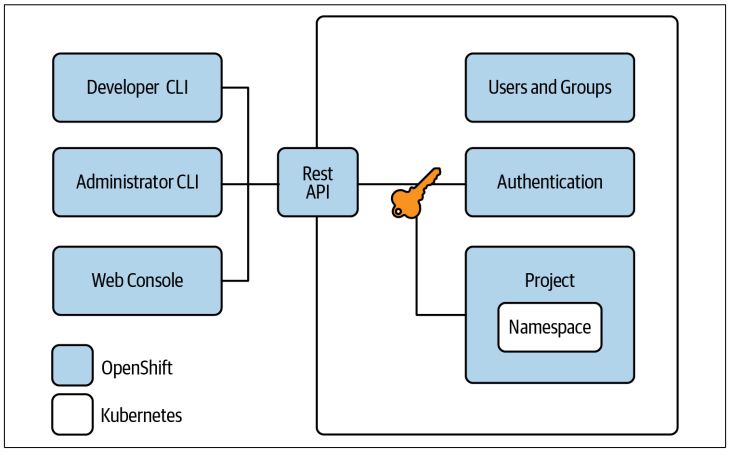 Developer CLI
Administrator CLI
Web Console
Rest
API
Users and Groups
Authentication
Project
Namespace
OpenShift
Kubernetes